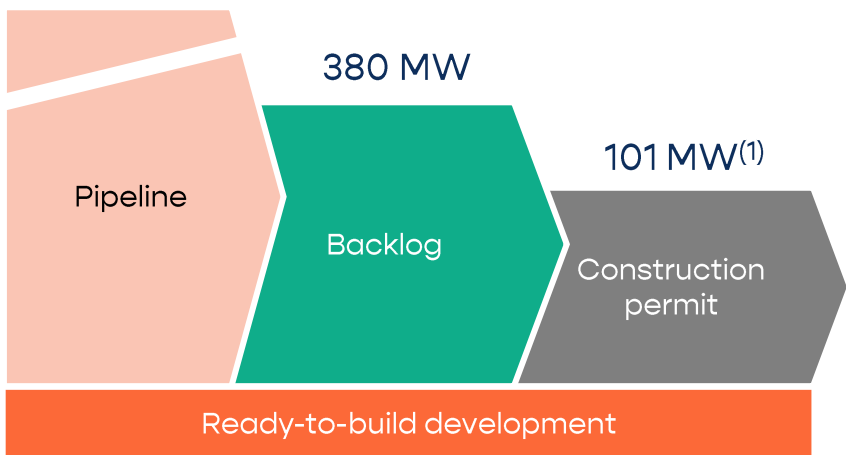 380 MW
101 MW(1)
Pipeline
Backlog
Construction
permit
Ready-to-build development